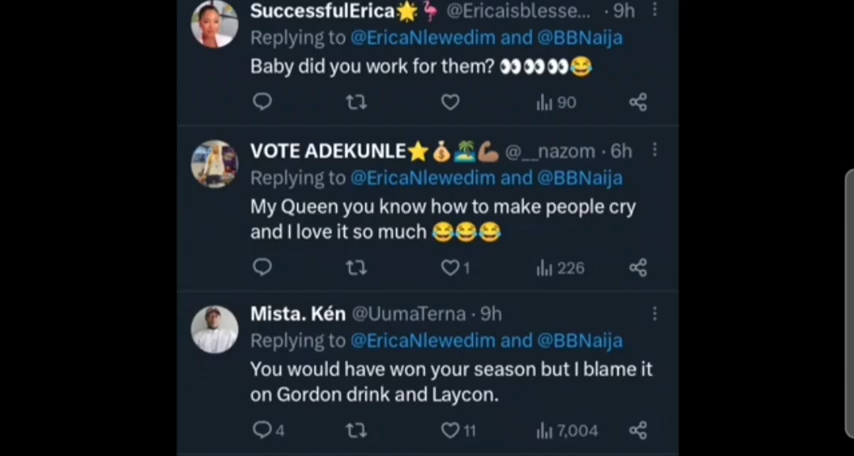 SuccessfulErica🌟🦩 @Ericaisblesse... · 9h
Replying to @EricaNlewedim and @BBNaija
Baby did you work for them? 👀👀👀😂
90
VOTE ADEKUNLE⭐💰🏝️💪🏽 @__nazom · 6h
Replying to @EricaNlewedim and @BBNaija
My Queen you know how to make people cry
and I love it so much 😂😂😂
1 226
Mista. Kén @UumaTerna · 9h
Replying to @EricaNlewedim and @BBNaija
You would have won your season but I blame it
on Gordon drink and Laycon.
4 11 7,004